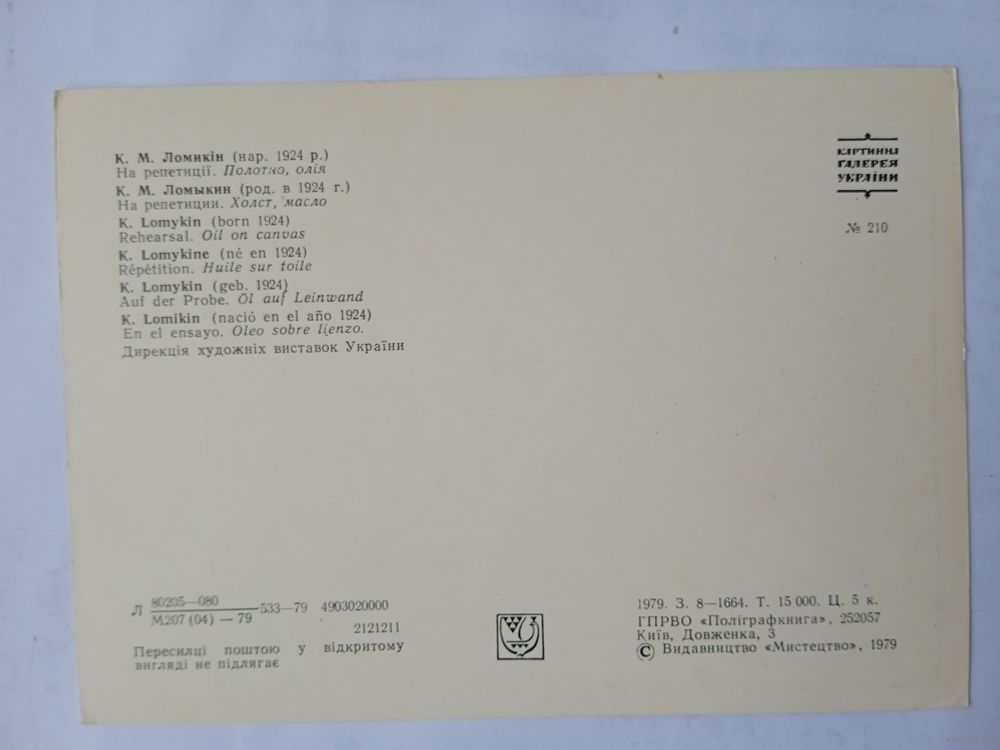 К. М. Ломикін (нар. 1924 р.)
На репетиції. Полотно, олія
К. М. Ломыкин (род. в 1924 г.)
На репетиции. Холст, масло
K. Lomykin (born 1924)
Rehearsal. Oil on canvas
K. Lomykine (né en 1924)
Répétition. Huile sur toile
K. Lomykin (geb. 1924)
Auf der Probe. Öl auf Leinwand
K. Lomikin (nació en el año 1924)
En el ensayo. Oleo sobre lienzo.
Дирекція художніх виставок України
КАРТИННА
ГАЛЕРЕЯ
УКРАЇНИ
№ 210
Л 80205—080
М207 (04) — 79
533—79 4903020000
2121211
Пересилці поштою у відкритому
вигляді не підлягає
1979. З. 8—1664. Т. 15 000. Ц. 5 к.
ГПРВО «Поліграфкнига», 252057
Київ, Довженка, 3
© Видавництво «Мистецтво», 1979